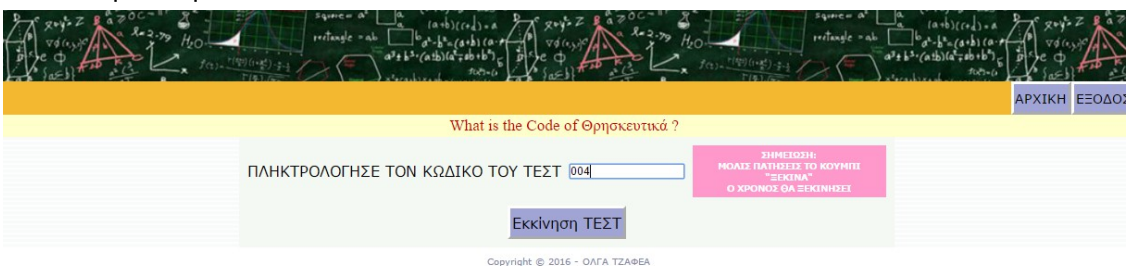 ΑΡΧΙΚΗ ΕΞΟΔΟΣ
What is the Code of Θρησκευτικά ?
ΠΛΗΚΤΡΟΛΟΓΗΣΕ ΤΟΝ ΚΩΔΙΚΟ ΤΟΥ ΤΕΣΤ 004
ΣΗΜΕΙΩΣΗ:
ΜΟΛΙΣ ΠΑΤΗΣΕΙΣ ΤΟ ΚΟΥΜΠΙ
"ΞΕΚΙΝΑ"
Ο ΧΡΟΝΟΣ ΘΑ ΞΕΚΙΝΗΣΕΙ
Εκκίνηση ΤΕΣΤ
Copyright © 2016 - ΟΛΓΑ ΤΖΑΦΕΑ